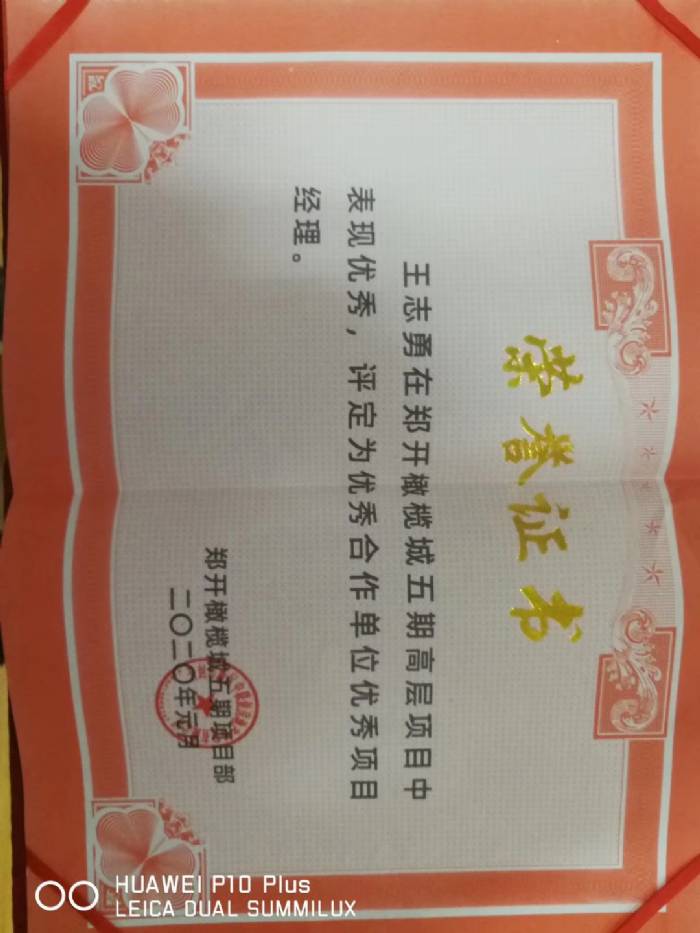 荣誉证书
王志勇在郑开橄榄城五期高层项目中
表现优秀，评定为优秀合作单位优秀项目
经理。
郑开橄榄城五期项目部
二〇二〇年元月
HUAWEI P10 Plus
LEICA DUAL SUMMILUX